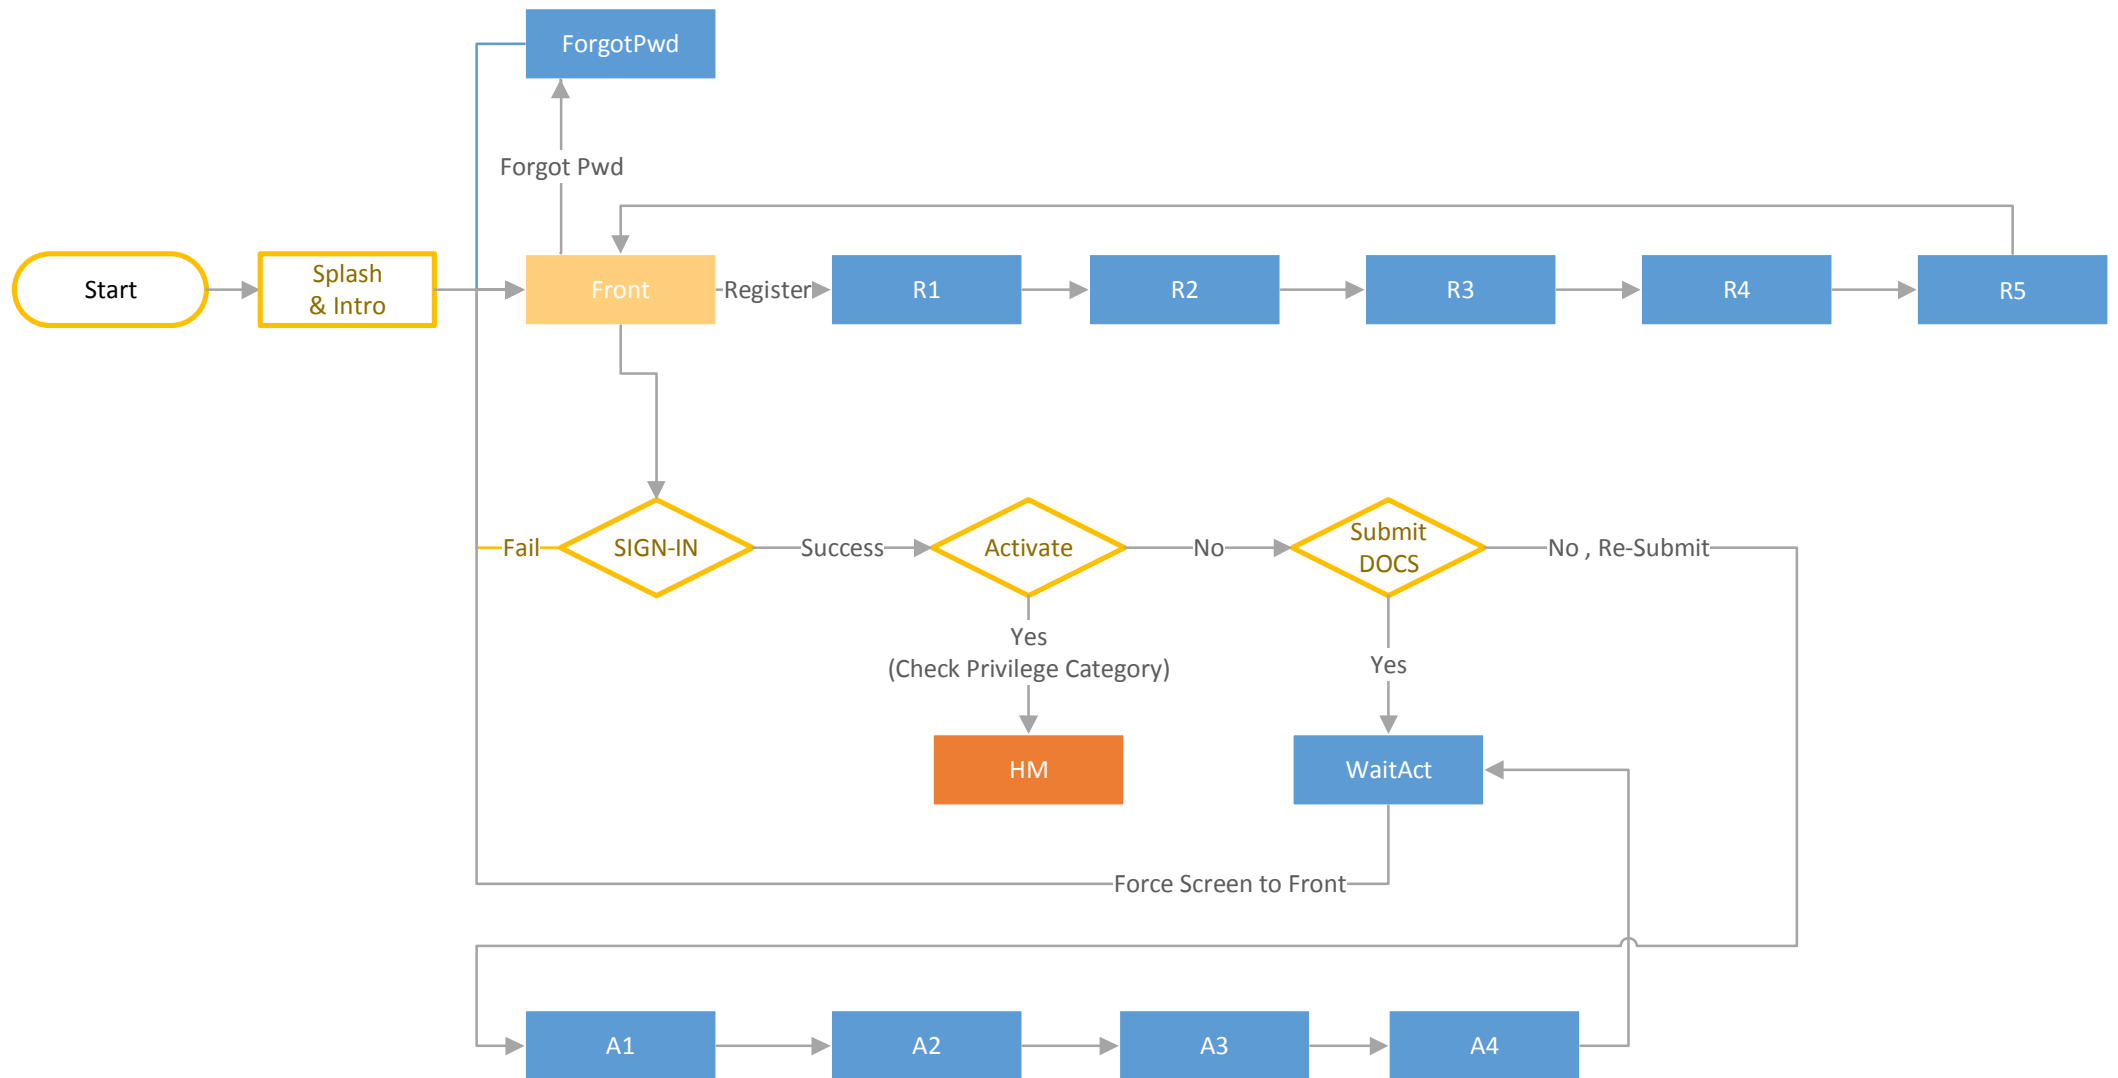 ForgotPwd
Forgot Pwd
Start
Splash
& Intro
Front
Register
R1
R2
R3
R4
R5
Fail
SIGN-IN
Success
Activate
No
Submit
DOCS
No , Re-Submit
Yes
(Check Privilege Category)
Yes
HM
WaitAct
Force Screen to Front
A1
A2
A3
A4